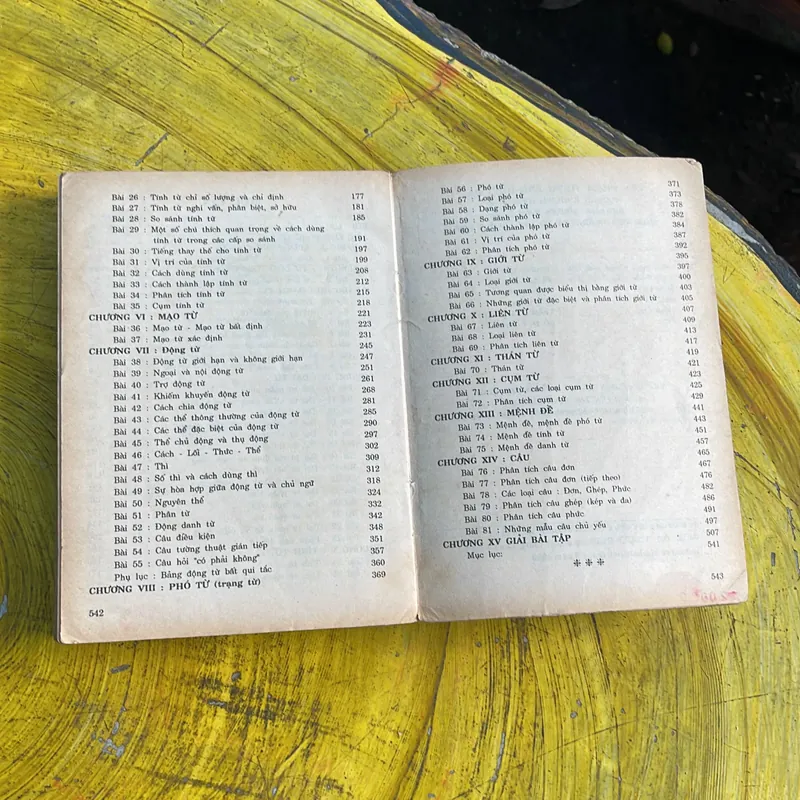 Bài 26 : Tính từ chỉ số lượng và chỉ định 177
Bài 27 : Tính từ nghi vấn, phân biệt, sở hữu 181
Bài 28 : So sánh tính từ 185
Bài 29 : Một số chú thích quan trọng về cách dùng
tính từ trong các cấp so sánh 191
Bài 30 : Tiếng thay thế cho tính từ 197
Bài 31 : Vị trí của tính từ 199
Bài 32 : Cách dùng tính từ 208
Bài 33 : Cách thành lập tính từ 212
Bài 34 : Phân tích tính từ 215
Bài 35 : Cụm tính từ 218
CHƯƠNG VI : MẠO TỪ 221
Bài 36 : Mạo từ - Mạo từ bất định 223
Bài 37 : Mạo từ xác định 231
CHƯƠNG VII : Động từ 245
Bài 38 : Động từ giới hạn và không giới hạn 247
Bài 39 : Ngoại và nội động từ 251
Bài 40 : Trợ động từ 261
Bài 41 : Khiếm khuyến động từ 268
Bài 42 : Cách chia động từ 281
Bài 43 : Các thể thông thường của động từ 285
Bài 44 : Các thể đặc biệt của động từ 290
Bài 45 : Thể chủ động và thụ động 297
Bài 46 : Cách - Lối - Thức - Thể 302
Bài 47 : Thì 309
Bài 48 : Số thì và cách dùng thì 312
Bài 49 : Sự hòa hợp giữa động từ và chủ ngữ 318
Bài 50 : Nguyên thể 324
Bài 51 : Phân từ 332
Bài 52 : Động danh từ 342
Bài 53 : Câu điều kiện 348
Bài 54 : Câu tường thuật gián tiếp 351
Bài 55 : Câu hỏi "có phải không" 357
Phụ lục : Bảng động từ bất qui tắc 360
CHƯƠNG VIII : PHÓ TỪ (trạng từ) 369
542
Bài 56 : Phó từ 371
Bài 57 : Loại phó từ 373
Bài 58 : Dạng phó từ 378
Bài 59 : So sánh phó từ 382
Bài 60 : Cách thành lập phó từ 384
Bài 61 : Vị trí của phó từ 387
Bài 62 : Phân tích phó từ 392
CHƯƠNG IX : GIỚI TỪ 395
Bài 63 : Giới từ 397
Bài 64 : Loại giới từ 400
Bài 65 : Tương quan được biểu thị bằng giới từ 403
Bài 66 : Những giới từ đặc biệt và phân tích giới từ 405
CHƯƠNG X : LIÊN TỪ 407
Bài 67 : Liên từ 409
Bài 68 : Loại liên từ 413
Bài 69 : Phân tích liên từ 417
CHƯƠNG XI : THÁN TỪ 419
Bài 70 : Thán từ 421
CHƯƠNG XII : CỤM TỪ 423
Bài 71 : Cụm từ, các loại cụm từ 425
Bài 72 : Phân tích cụm từ 429
CHƯƠNG XIII : MỆNH ĐỀ 441
Bài 73 : Mệnh đề, mệnh đề phó từ 443
Bài 74 : Mệnh đề tính từ 451
Bài 75 : Mệnh đề danh từ 457
CHƯƠNG XIV : CÂU 465
Bài 76 : Phân tích câu đơn 467
Bài 77 : Phân tích câu đơn (tiếp theo) 476
Bài 78 : Các loại câu : Đơn, Ghép, Phức 482
Bài 79 : Phân tích câu ghép (kép và đa) 486
Bài 80 : Phân tích câu phức 491
Bài 81 : Những mẫu câu chủ yếu 497
CHƯƠNG XV GIẢI BÀI TẬP 507
Mục lục: 541
543